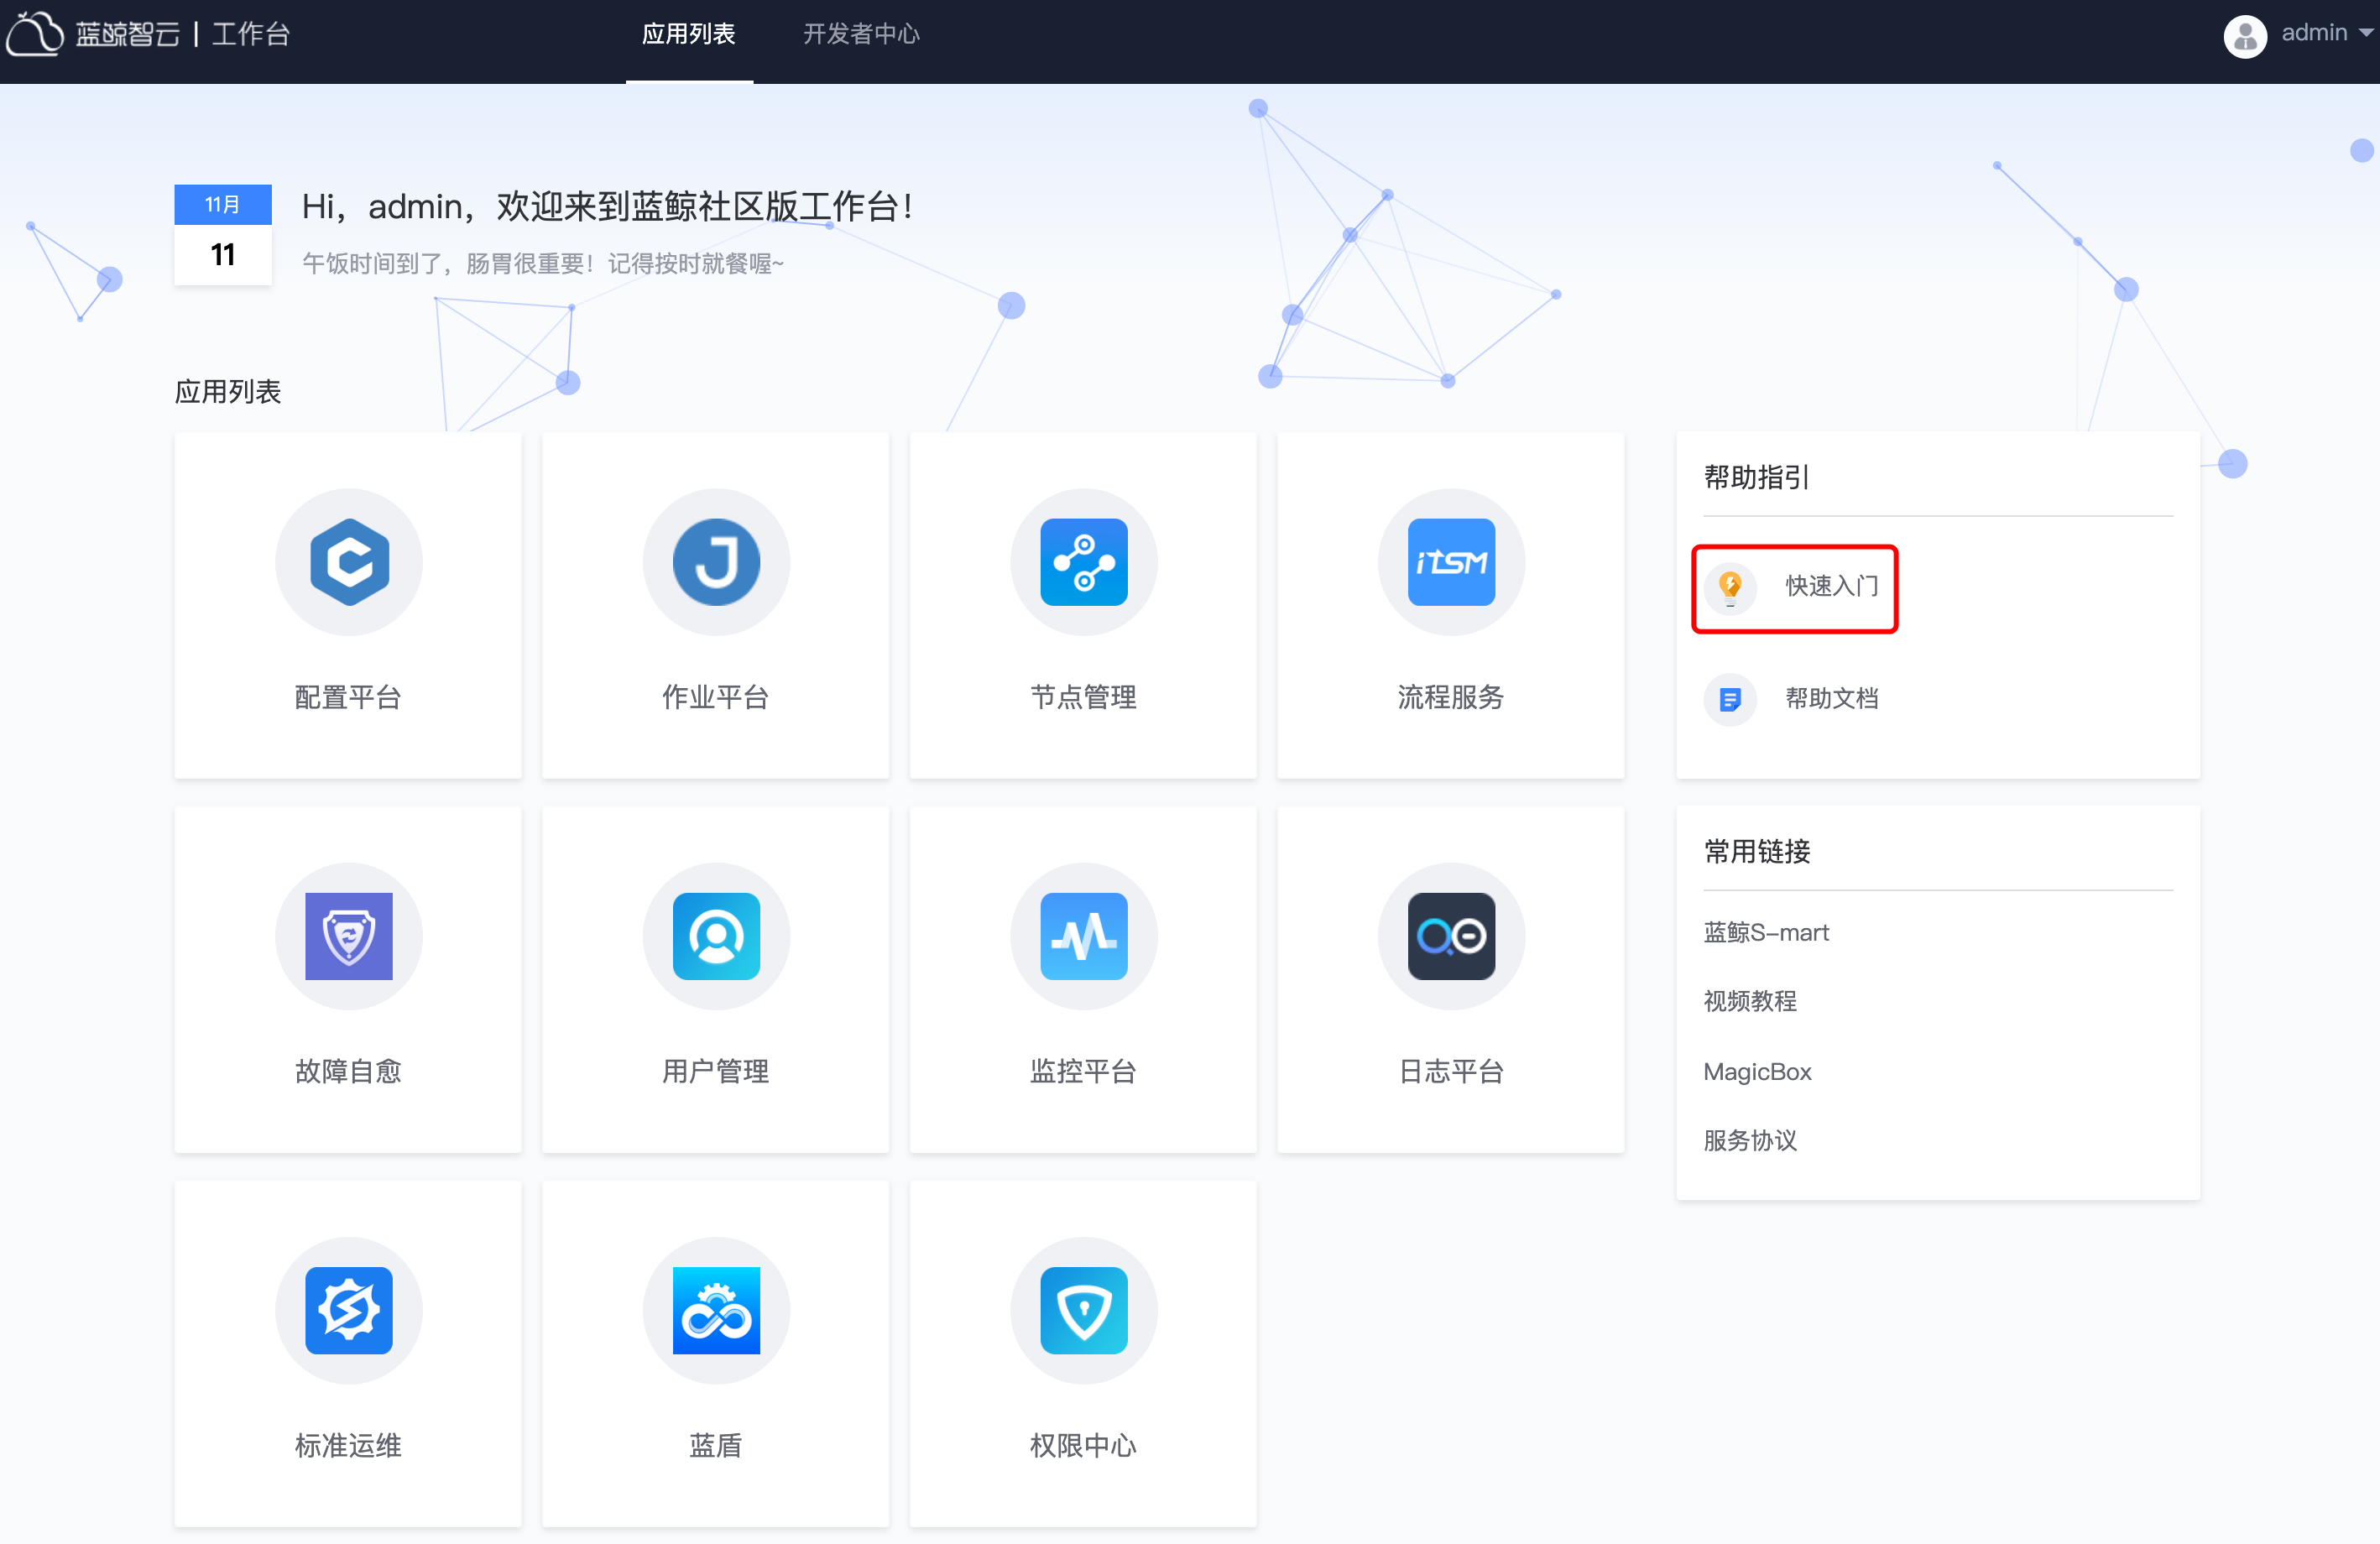 蓝鲸智云 | 工作台
应用列表
开发者中心
admin
11月
11
Hi，admin，欢迎来到蓝鲸社区版工作台！
午饭时间到了，肠胃很重要！记得按时就餐喔~
应用列表
配置平台
作业平台
节点管理
iTSM
流程服务
故障自愈
用户管理
监控平台
日志平台
标准运维
蓝盾
权限中心
帮助指引
快速入门
帮助文档
常用链接
蓝鲸S-mart
视频教程
MagicBox
服务协议